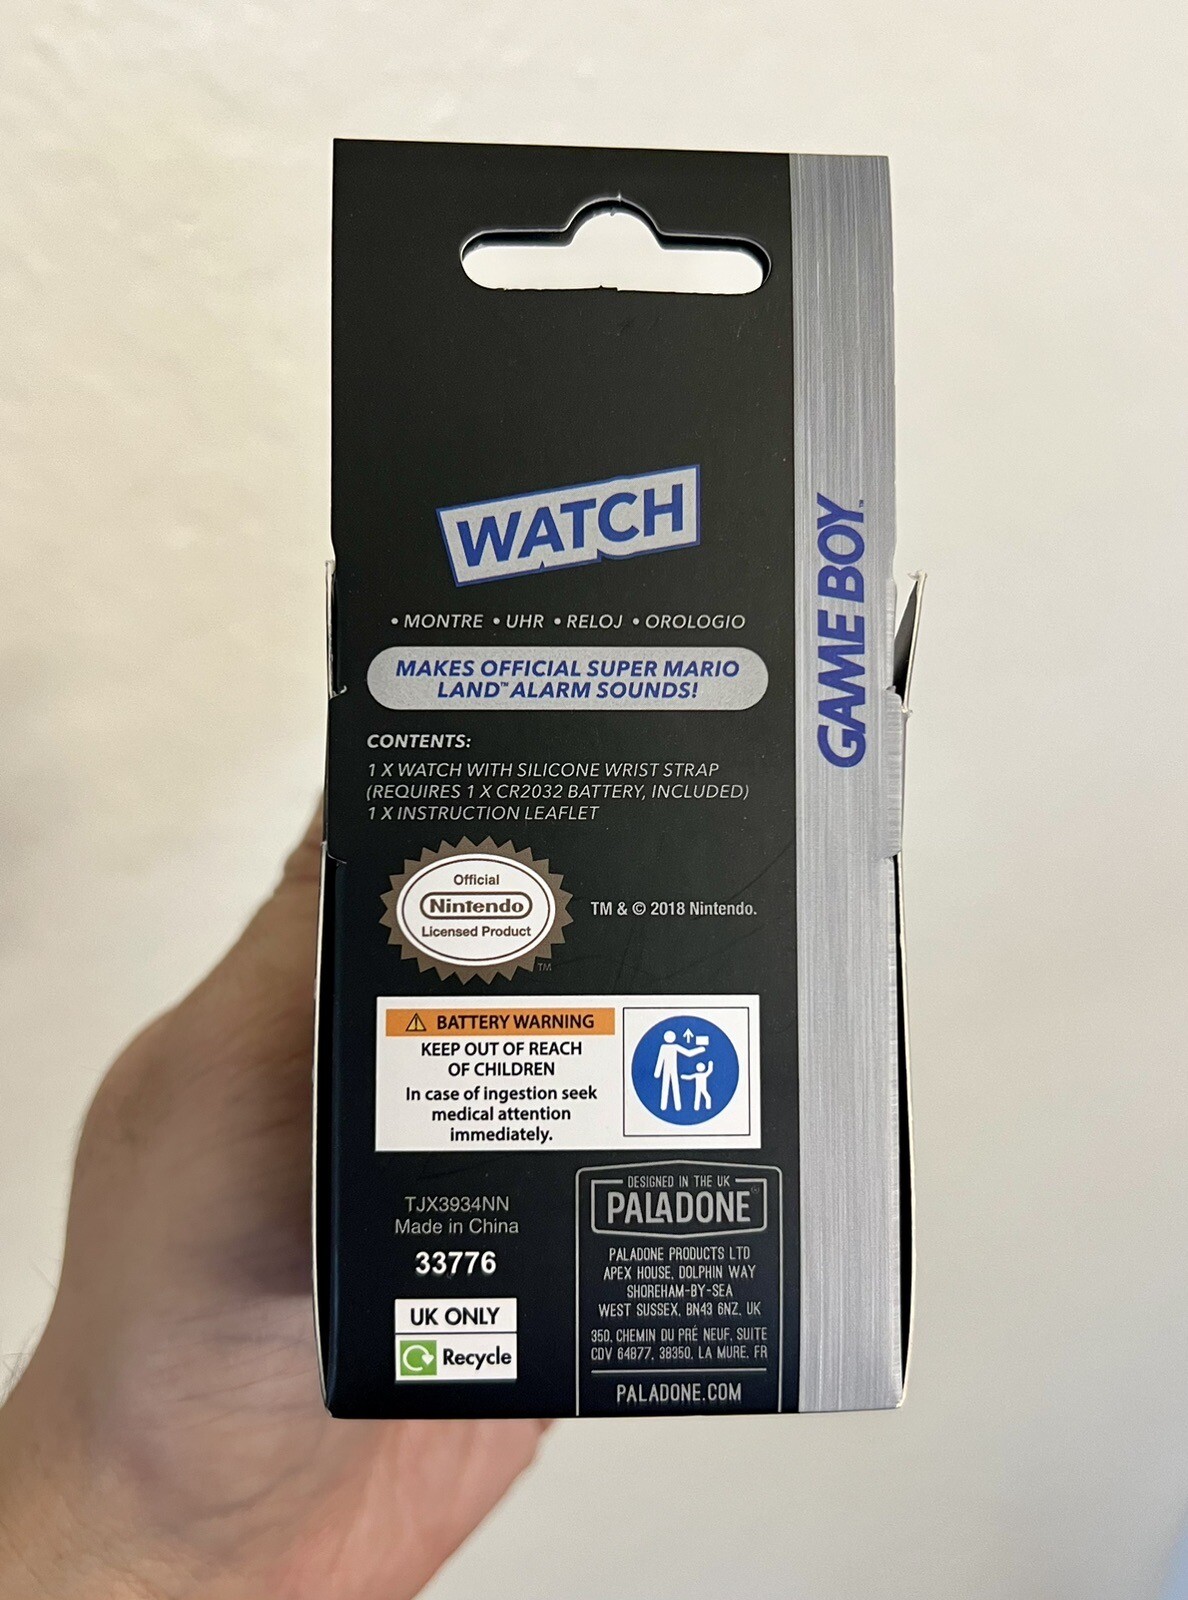 WATCH
• MONTRE • UHR • RELOJ • OROLOGIO
MAKES OFFICIAL SUPER MARIO
LAND™ ALARM SOUNDS!
CONTENTS:
1 X WATCH WITH SILICONE WRIST STRAP
(REQUIRES 1 X CR2032 BATTERY, INCLUDED)
1 X INSTRUCTION LEAFLET
Official
Nintendo
Licensed Product
TM
TM & © 2018 Nintendo.
⚠ BATTERY WARNING
KEEP OUT OF REACH
OF CHILDREN
In case of ingestion seek
medical attention
immediately.
TJX3934NN
Made in China
33776
UK ONLY
Recycle
DESIGNED IN THE UK
PALADONE®
PALADONE PRODUCTS LTD
APEX HOUSE, DOLPHIN WAY
SHOREHAM-BY-SEA
WEST SUSSEX, BN43 6NZ, UK
350, CHEMIN DU PRÉ NEUF, SUITE
CDV 64877, 38350, LA MURE, FR
PALADONE.COM
GAME BOY™